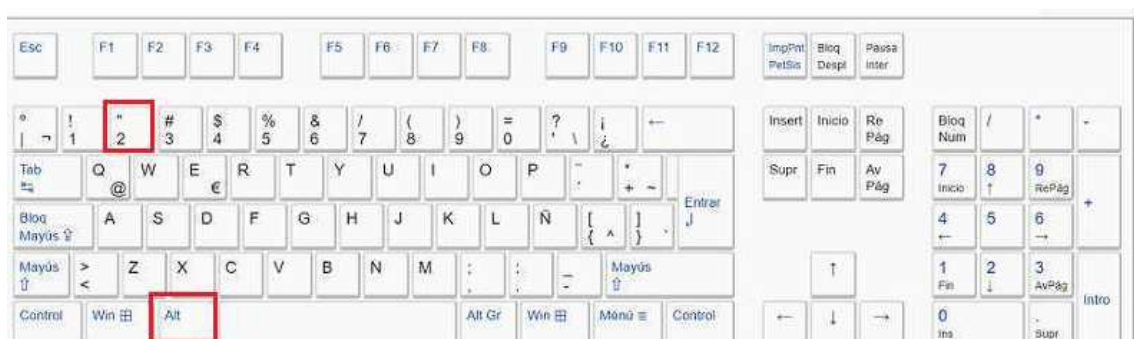 Esc F1 F2 F3 F4 F5 F6 F7 F8 F9 F10 F11 F12 ImpPnt Bloq Pausa
PetSis Despl Inter
° ! " # $ % & / ( ) = ? ¡ ← Insert Inicio Re Bloq / * -
| ¬ 1 2 3 4 5 6 7 8 9 0 ' \ ¿ Pág Num
Tab Q W E R T Y U I O P ¨ * Supr Fin Av 7 8 9 +
↹ @ € ´ + ~ Entrar Pág Inicio ↑ RePág
Bloq A S D F G H J K L Ñ [ ] ↲ 4 5 6
Mayús ⇧ { ^ } ` ← →
Mayús > Z X C V B N M ; : _ Mayús ↑ 1 2 3 Intro
⇧ < , . - ⇧ Fin ↓ AvPág
Control Win ⊞ Alt Alt Gr Win ⊞ Menú ≡ Control ← ↓ → 0 .
Ins Supr